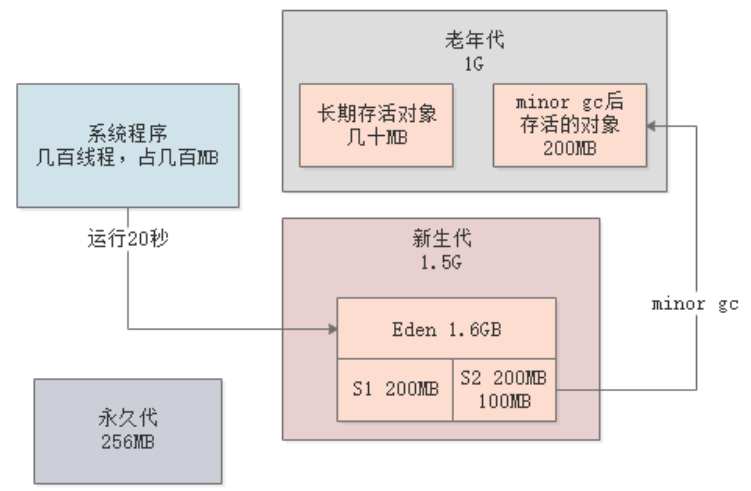 老年代
1G
长期存活对象
几十MB
minor gc后
存活的对象
200MB
系统程序
几百线程，占几百MB
运行20秒
新生代
1.5G
Eden 1.6GB
S1 200MB
S2 200MB
100MB
minor gc
永久代
256MB